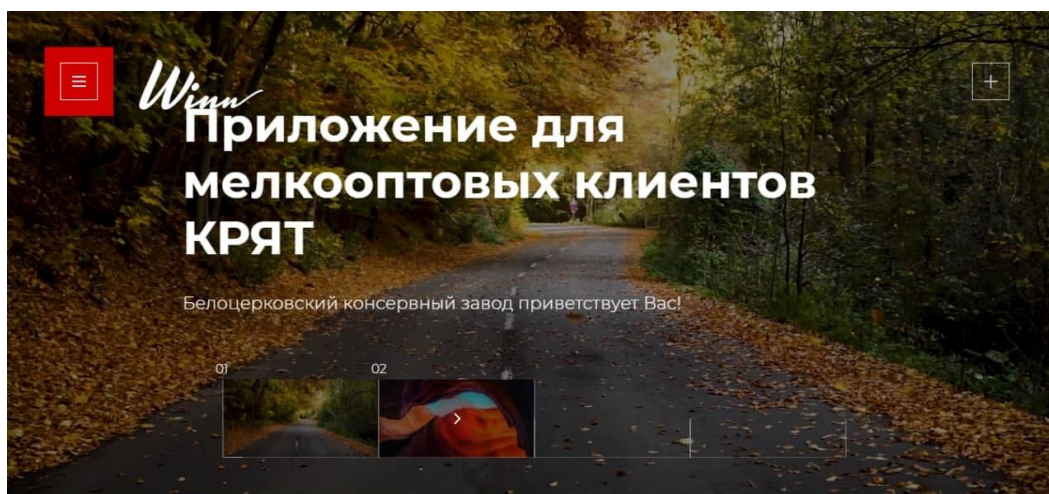 Winn
Приложение для
мелкооптовых клиентов
КРЯТ
Белоцерковский консервный завод приветствует Вас!
01
02